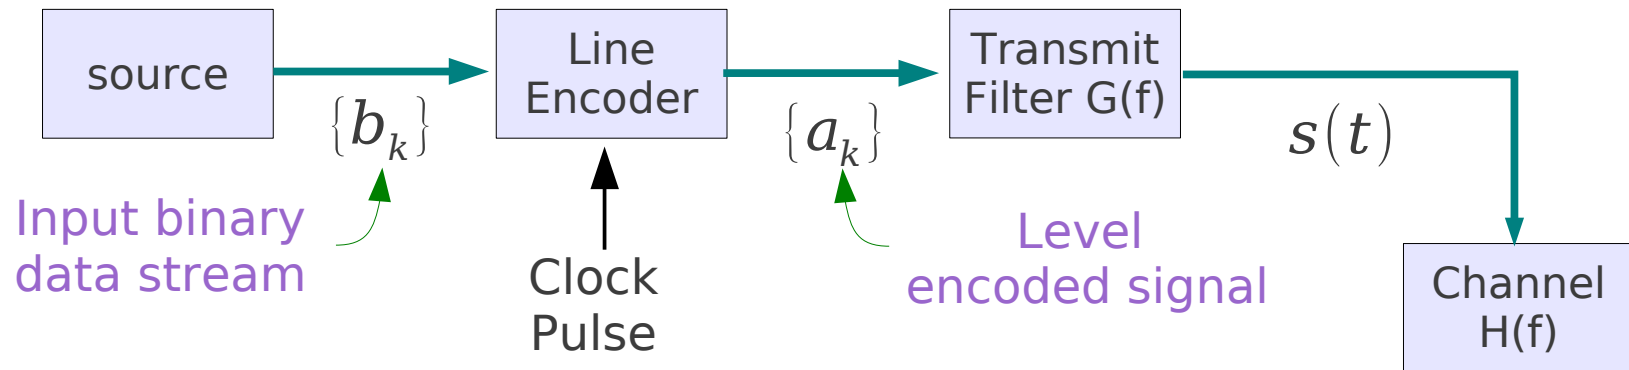 source
{b_k}
Input binary
data stream
Line
Encoder
Clock
Pulse
{a_k}
Level
encoded signal
Transmit
Filter G(f)
s(t)
Channel
H(f)